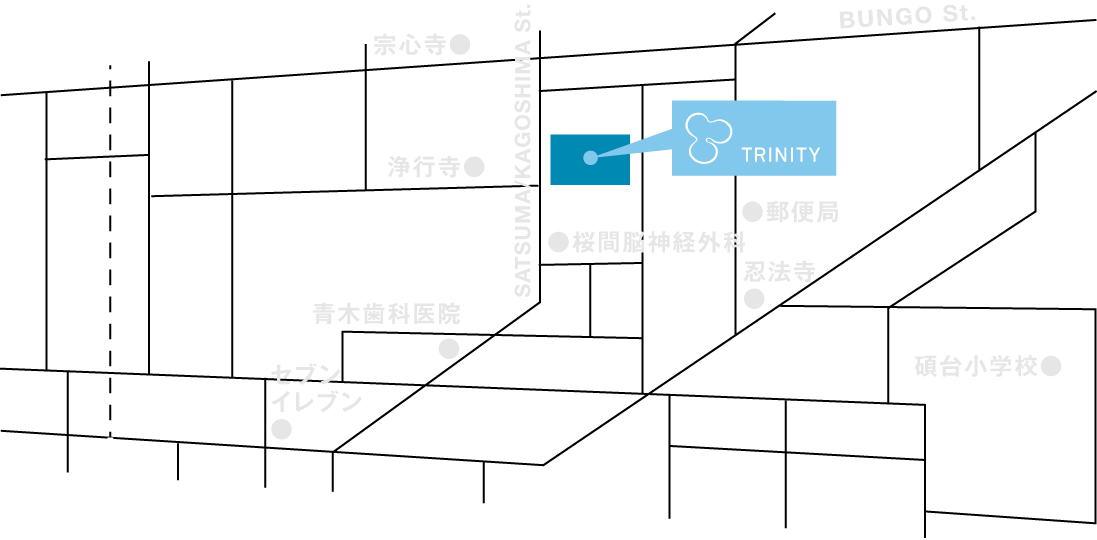 BUNGO St.
宗心寺
SATSUMA/KAGOSHIMA St.
TRINITY
浄行寺
郵便局
桜間脳神経外科
忍法寺
青木歯科医院
碩台小学校
セブン
イレブン